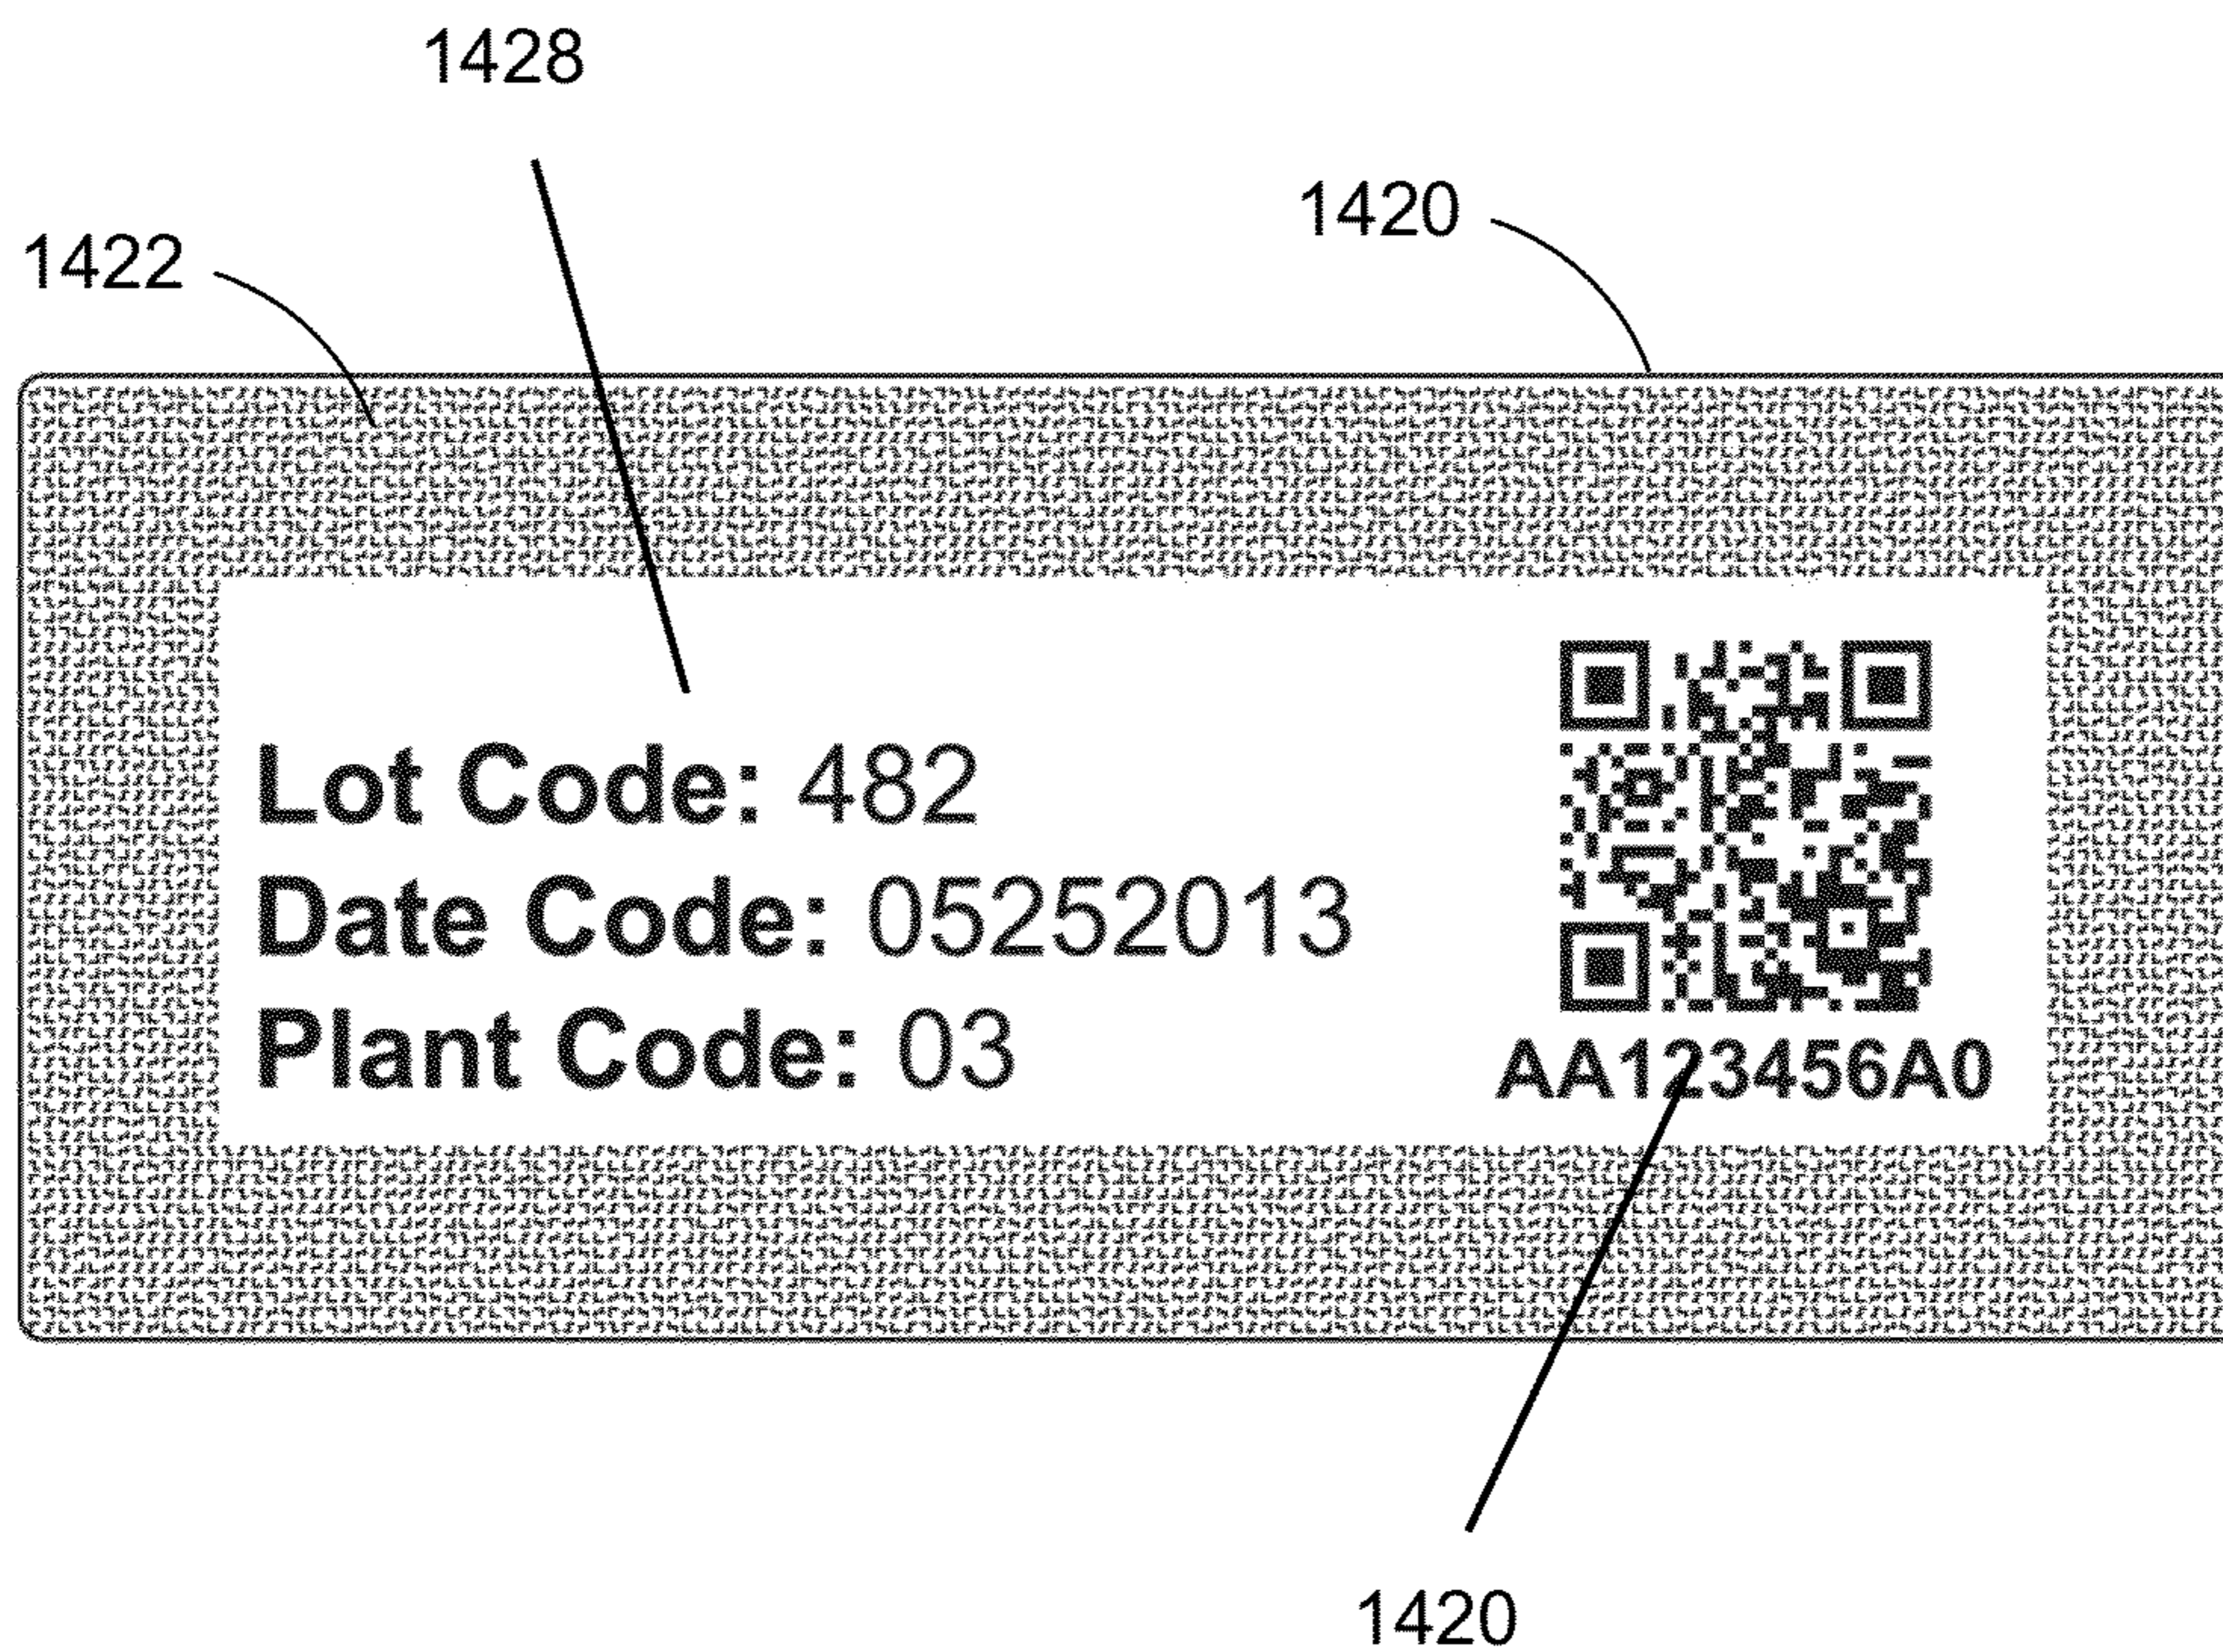 1428
1420
1422
Lot Code: 482
Date Code: 05252013
Plant Code: 03
AA123456A0
1420